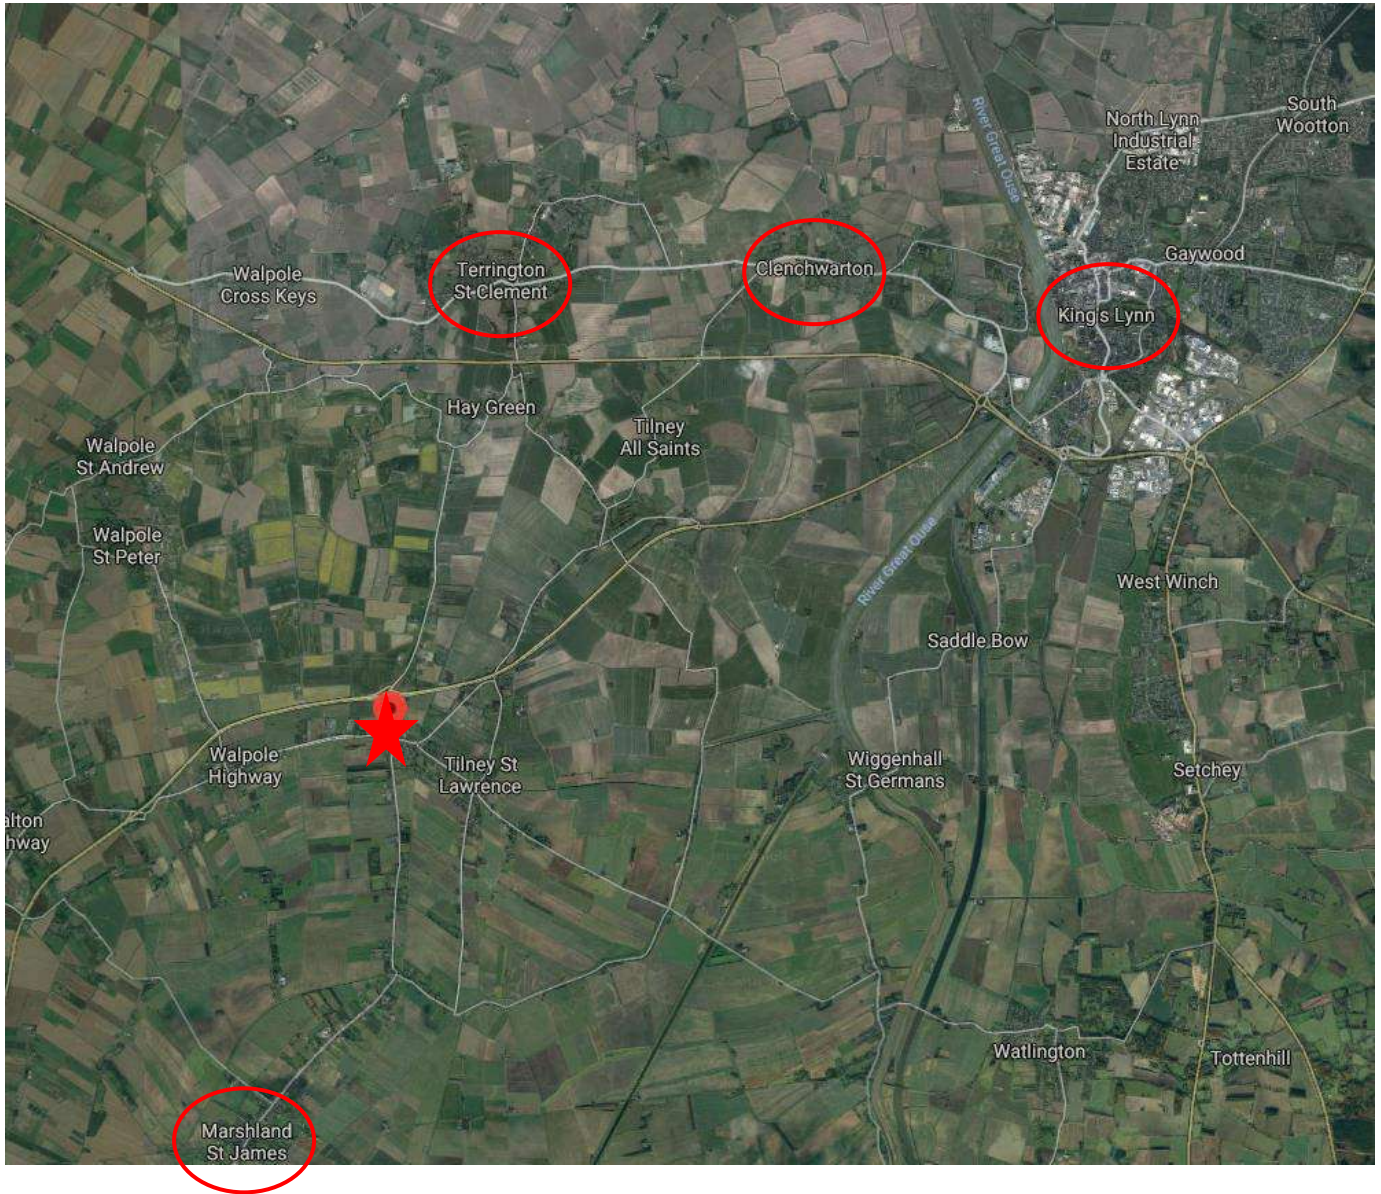 South
Wootton
North Lynn
Industrial
Estate
River Great Ouse
Gaywood
Terrington
St Clement
Clenchwarton
Walpole
Cross Keys
King's Lynn
Hay Green
Tilney
All Saints
Walpole
St Andrew
Walpole
St Peter
River Great Ouse
West Winch
Saddle Bow
Walpole
Highway
Tilney St
Lawrence
Wiggenhall
St Germans
Setchey
alton
hway
Watlington
Tottenhill
Marshland
St James